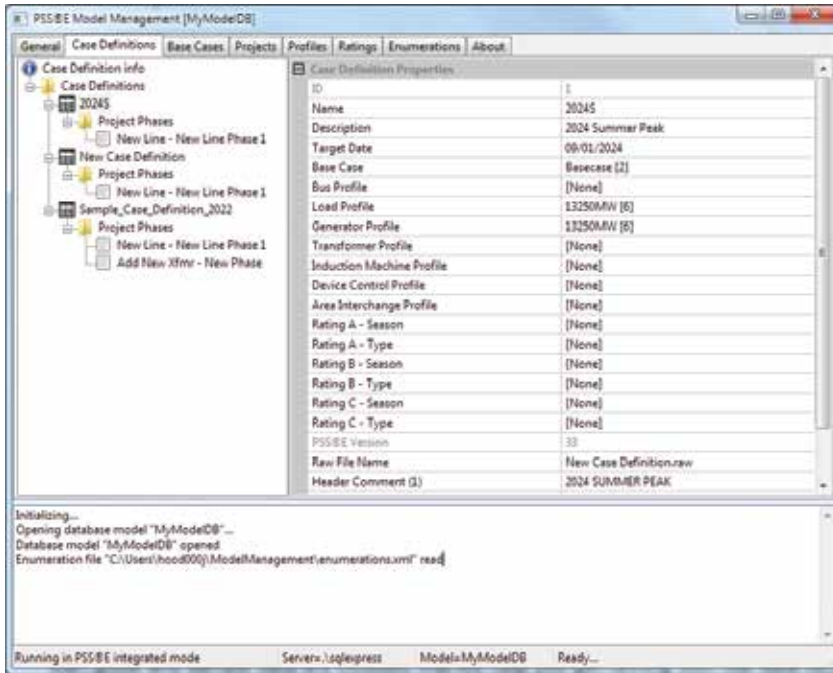 PSS®E Model Management [MyModelDB]
General Case Definitions Base Cases Projects Profiles Ratings Enumerations About
Case Definition info
Case Definitions
2024S
Project Phases
New Line - New Line Phase 1
New Case Definition
Project Phases
New Line - New Line Phase 1
Sample_Case_Definition_2022
Project Phases
New Line - New Line Phase 1
Add New Xfmr - New Phase
Case Definition Properties
ID 1
Name 2024S
Description 2024 Summer Peak
Target Date 09/01/2024
Base Case Basecase [2]
Bus Profile [None]
Load Profile 13250MW [6]
Generator Profile 13250MW [6]
Transformer Profile [None]
Induction Machine Profile [None]
Device Control Profile [None]
Area Interchange Profile [None]
Rating A - Season [None]
Rating A - Type [None]
Rating B - Season [None]
Rating B - Type [None]
Rating C - Season [None]
Rating C - Type [None]
PSS®E Version 33
Raw File Name New Case Definition.raw
Header Comment (1) 2024 SUMMER PEAK
Initializing...
Opening database model "MyModelDB"...
Database model "MyModelDB" opened
Enumeration file "C:\Users\hood000j\ModelManagement\enumerations.xml" read
Running in PSS®E integrated mode Server=.\sqlexpress Model=MyModelDB Ready...